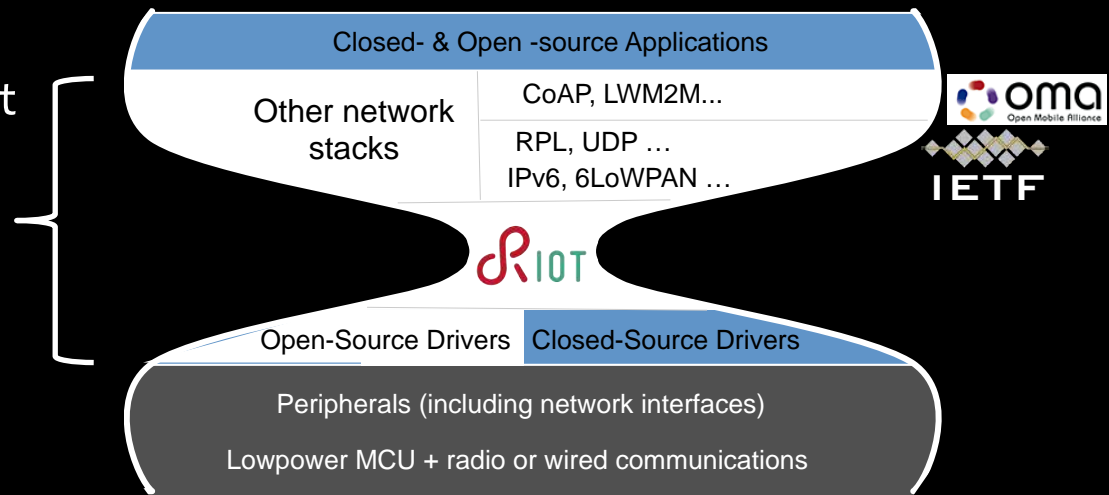 Closed- & Open -source Applications
t
Other network
stacks
CoAP, LWM2M...
RPL, UDP …
IPv6, 6LoWPAN …
oma
Open Mobile Alliance
IETF
RIOT
Open-Source Drivers
Closed-Source Drivers
Peripherals (including network interfaces)
Lowpower MCU + radio or wired communications